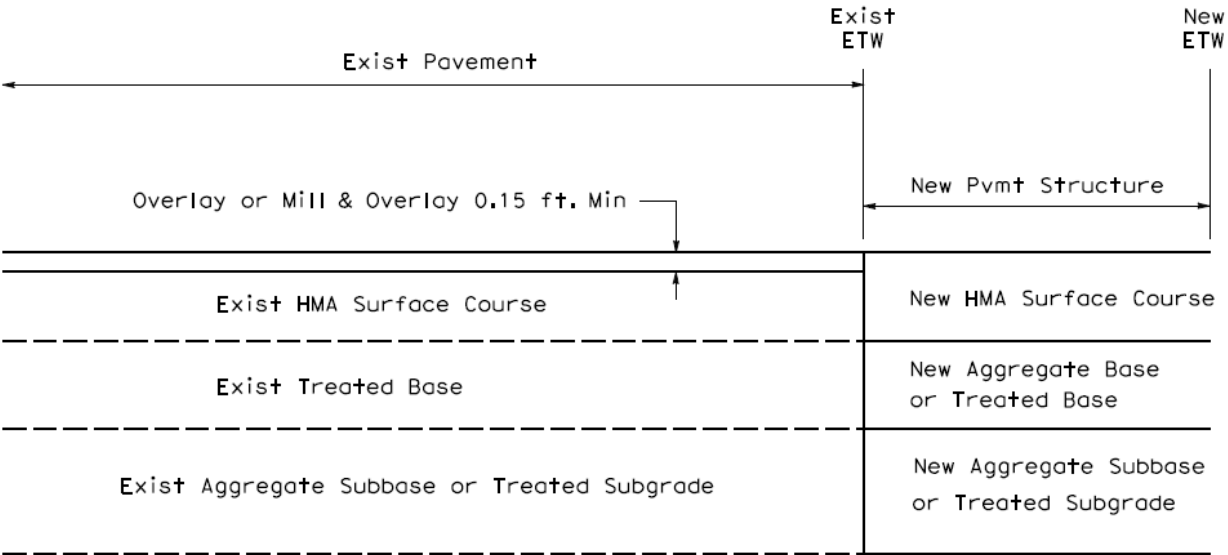 Exist
ETW
New
ETW
Exist Pavement
New Pvmt Structure
Overlay or Mill & Overlay 0.15 ft. Min
Exist HMA Surface Course
New HMA Surface Course
Exist Treated Base
New Aggregate Base
or Treated Base
Exist Aggregate Subbase or Treated Subgrade
New Aggregate Subbase
or Treated Subgrade